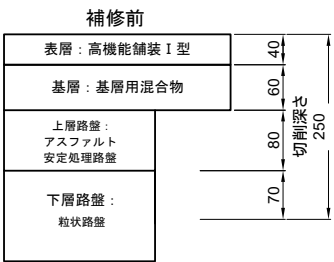 補修前
表層：高機能舗装Ⅰ型
基層：基層用混合物
上層路盤：
アスファルト
安定処理路盤
下層路盤：
粒状路盤
40
60
80
70
切削深さ
250